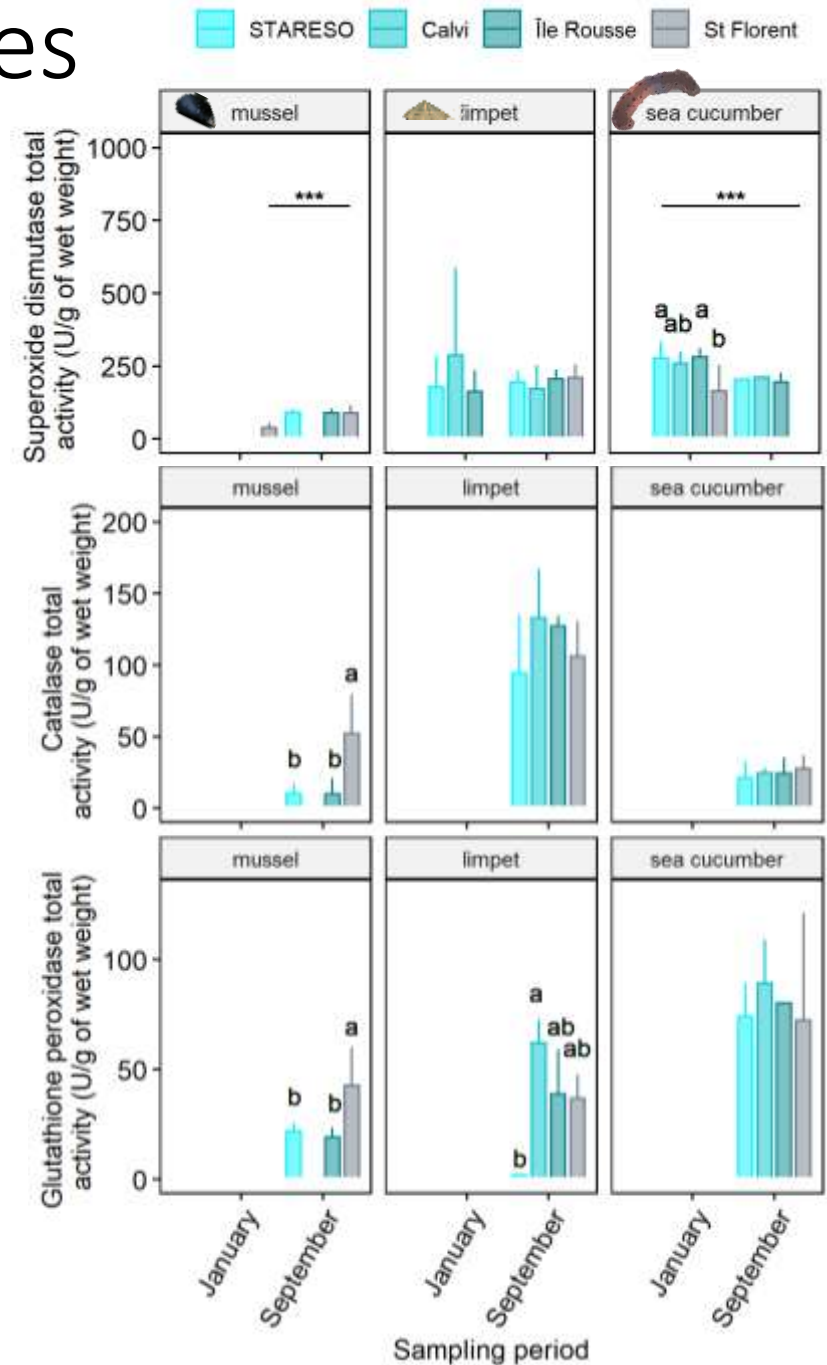 es
STARESO Calvi Île Rousse St Florent
mussel limpet sea cucumber
Superoxide dismutase total
activity (U/g of wet weight)
1000
750
500
250
0
***
***
a
ab
a
b
mussel limpet sea cucumber
Catalase total
activity (U/g of wet weight)
200
150
100
50
0
b
b
a
mussel limpet sea cucumber
Glutathione peroxidase total
activity (U/g of wet weight)
100
50
0
b
b
a
b
a
ab
ab
January September January September January September
Sampling period